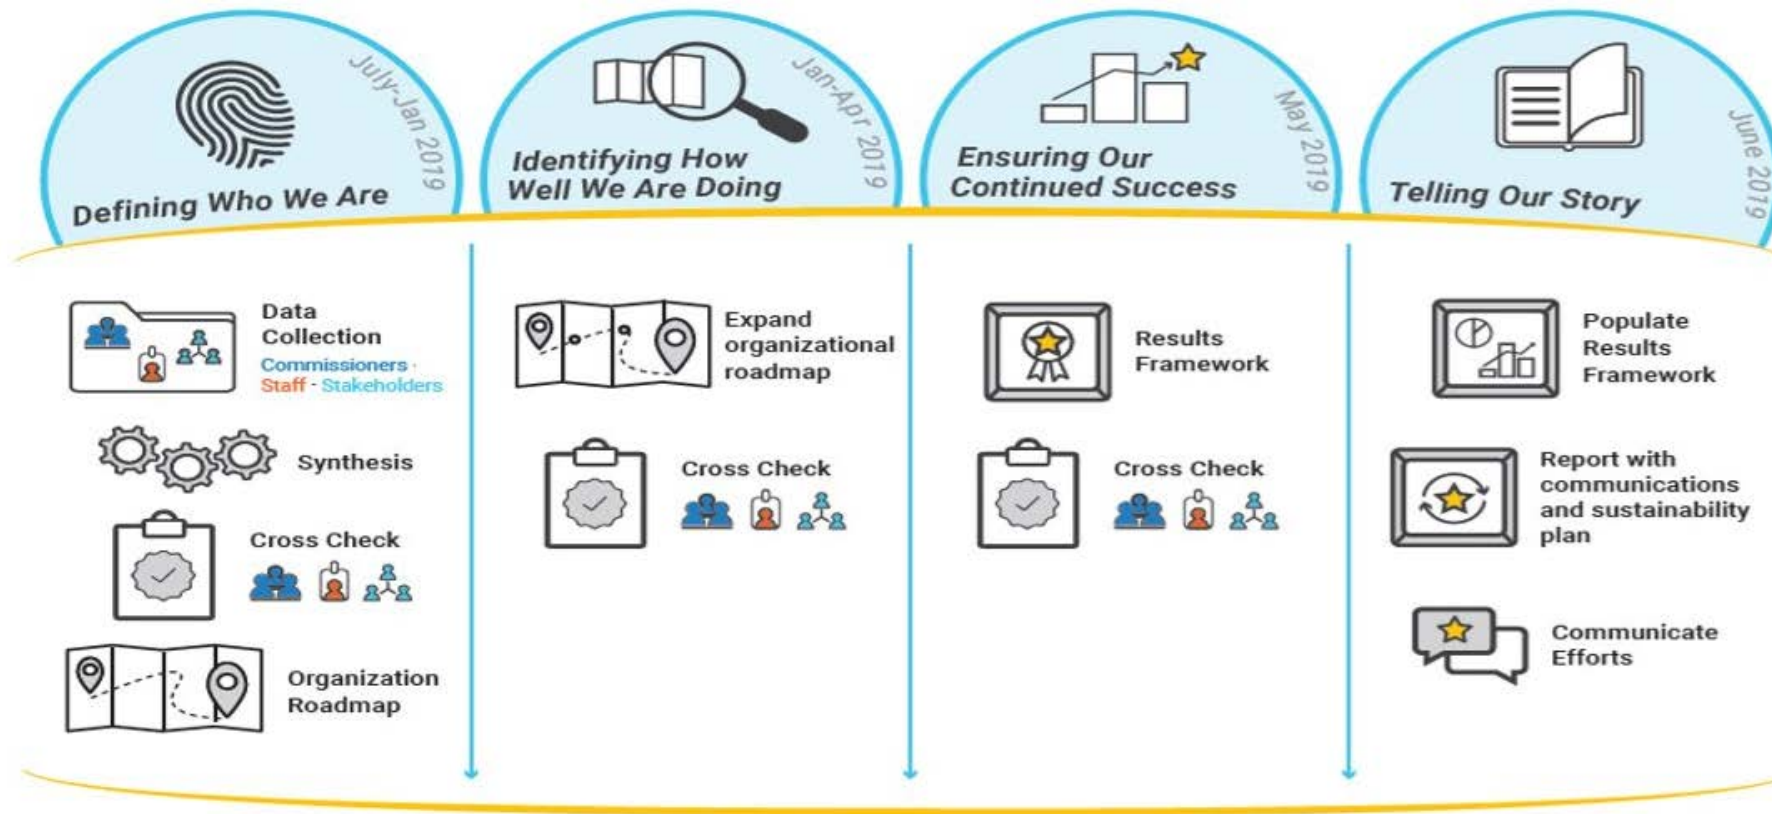 July-Jan 2019
Defining Who We Are
Jan-Apr 2019
Identifying How
Well We Are Doing
May 2019
Ensuring Our
Continued Success
June 2019
Telling Our Story
Data
Collection
Commissioners ·
Staff · Stakeholders
Synthesis
Cross Check
Organization
Roadmap
Expand
organizational
roadmap
Cross Check
Results
Framework
Cross Check
Populate
Results
Framework
Report with
communications
and sustainability
plan
Communicate
Efforts